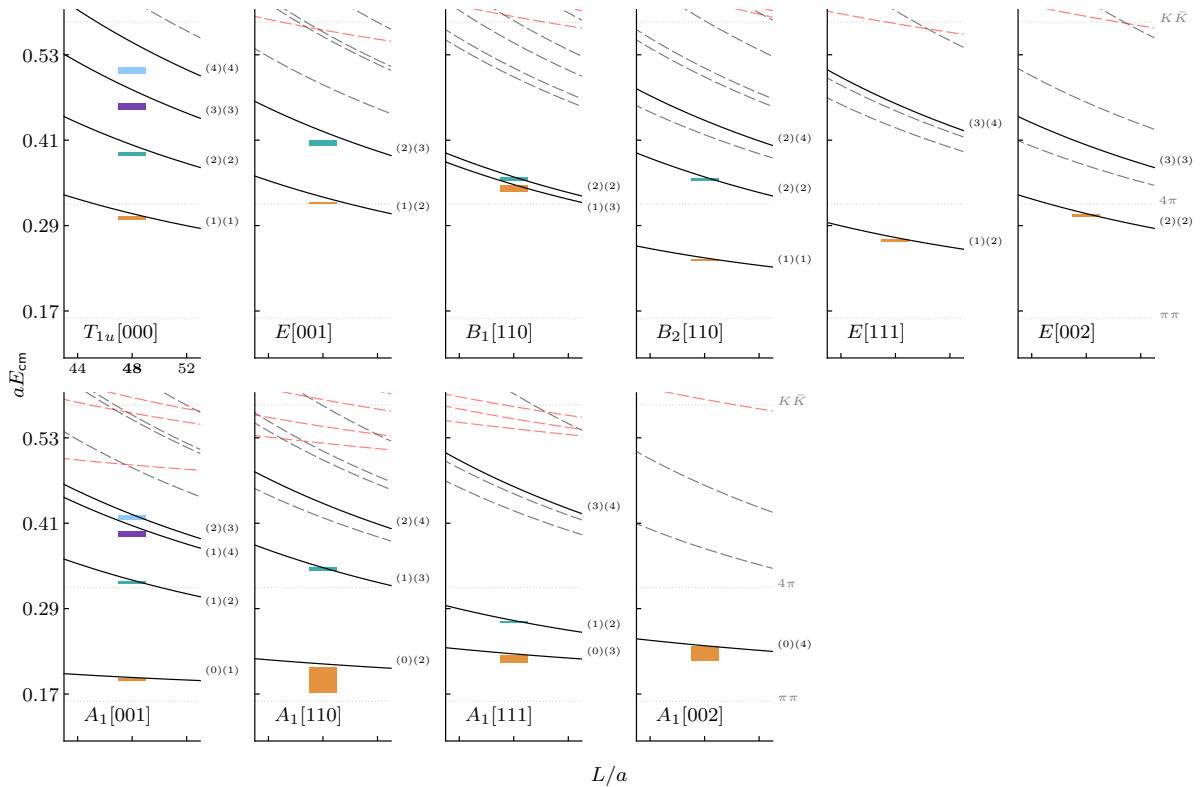 0.53
0.41
0.29
0.17
aE_cm
(4)(4)
(3)(3)
(2)(2)
(1)(1)
T_{1u}[000]
44 48 52
(2)(3)
(1)(2)
E[001]
(2)(2)
(1)(3)
B_1[110]
(2)(4)
(2)(2)
(1)(1)
B_2[110]
(3)(4)
(1)(2)
E[111]
KK̄
(3)(3)
4π
(2)(2)
ππ
E[002]
0.53
0.41
0.29
0.17
(2)(3)
(1)(4)
(1)(2)
(0)(1)
A_1[001]
(2)(4)
(1)(3)
(0)(2)
A_1[110]
(3)(4)
(1)(2)
(0)(3)
A_1[111]
KK̄
4π
(0)(4)
ππ
A_1[002]
L/a